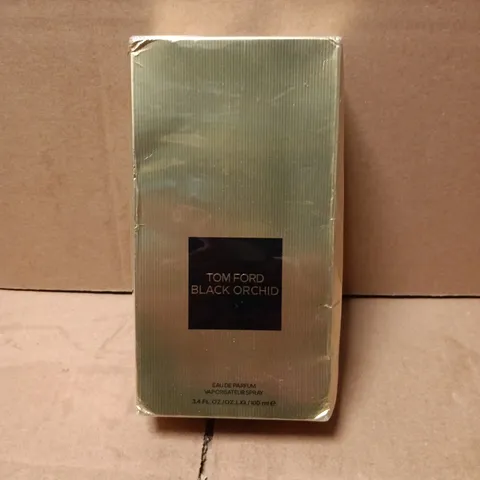 TOM FORD
BLACK ORCHID
EAU DE PARFUM
VAPORISATEUR SPRAY
3.4 FL.OZ./OZ.LIQ./100 ml ℮